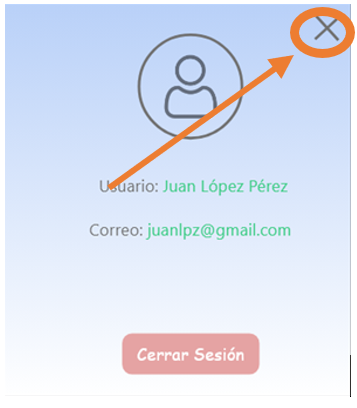 Usuario: Juan López Pérez
Correo: juanlpz@gmail.com
Cerrar Sesión